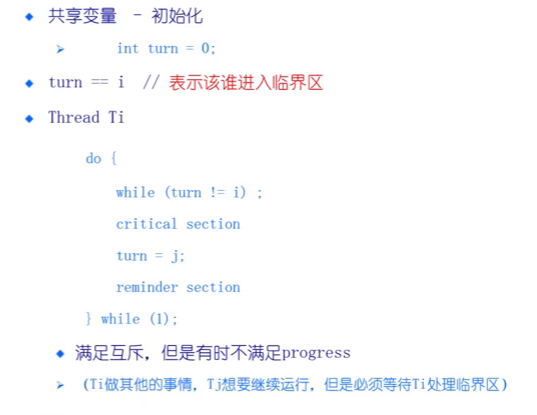 共享变量 - 初始化
int turn = 0;
turn == i // 表示该谁进入临界区
Thread Ti
do {
while (turn != i) ;
critical section
turn = j;
reminder section
} while (1);
满足互斥，但是有时不满足progress
(Ti做其他的事情，Tj想要继续运行，但是必须等待Ti处理临界区)